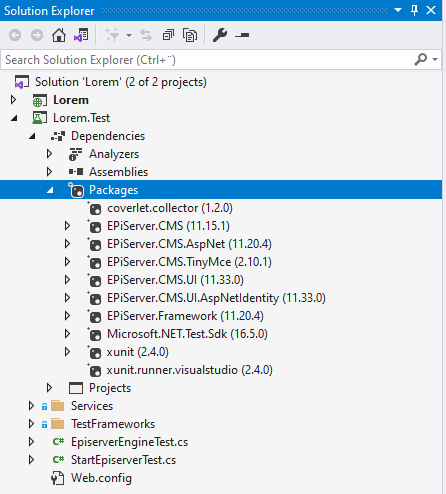 Solution Explorer
Search Solution Explorer (Ctrl+¨)
Solution 'Lorem' (2 of 2 projects)
Lorem
Lorem.Test
Dependencies
Analyzers
Assemblies
Packages
coverlet.collector (1.2.0)
EPiServer.CMS (11.15.1)
EPiServer.CMS.AspNet (11.20.4)
EPiServer.CMS.TinyMce (2.10.1)
EPiServer.CMS.UI (11.33.0)
EPiServer.CMS.UI.AspNetIdentity (11.33.0)
EPiServer.Framework (11.20.4)
Microsoft.NET.Test.Sdk (16.5.0)
xunit (2.4.0)
xunit.runner.visualstudio (2.4.0)
Projects
Services
TestFrameworks
C# EpiserverEngineTest.cs
C# StartEpiserverTest.cs
Web.config